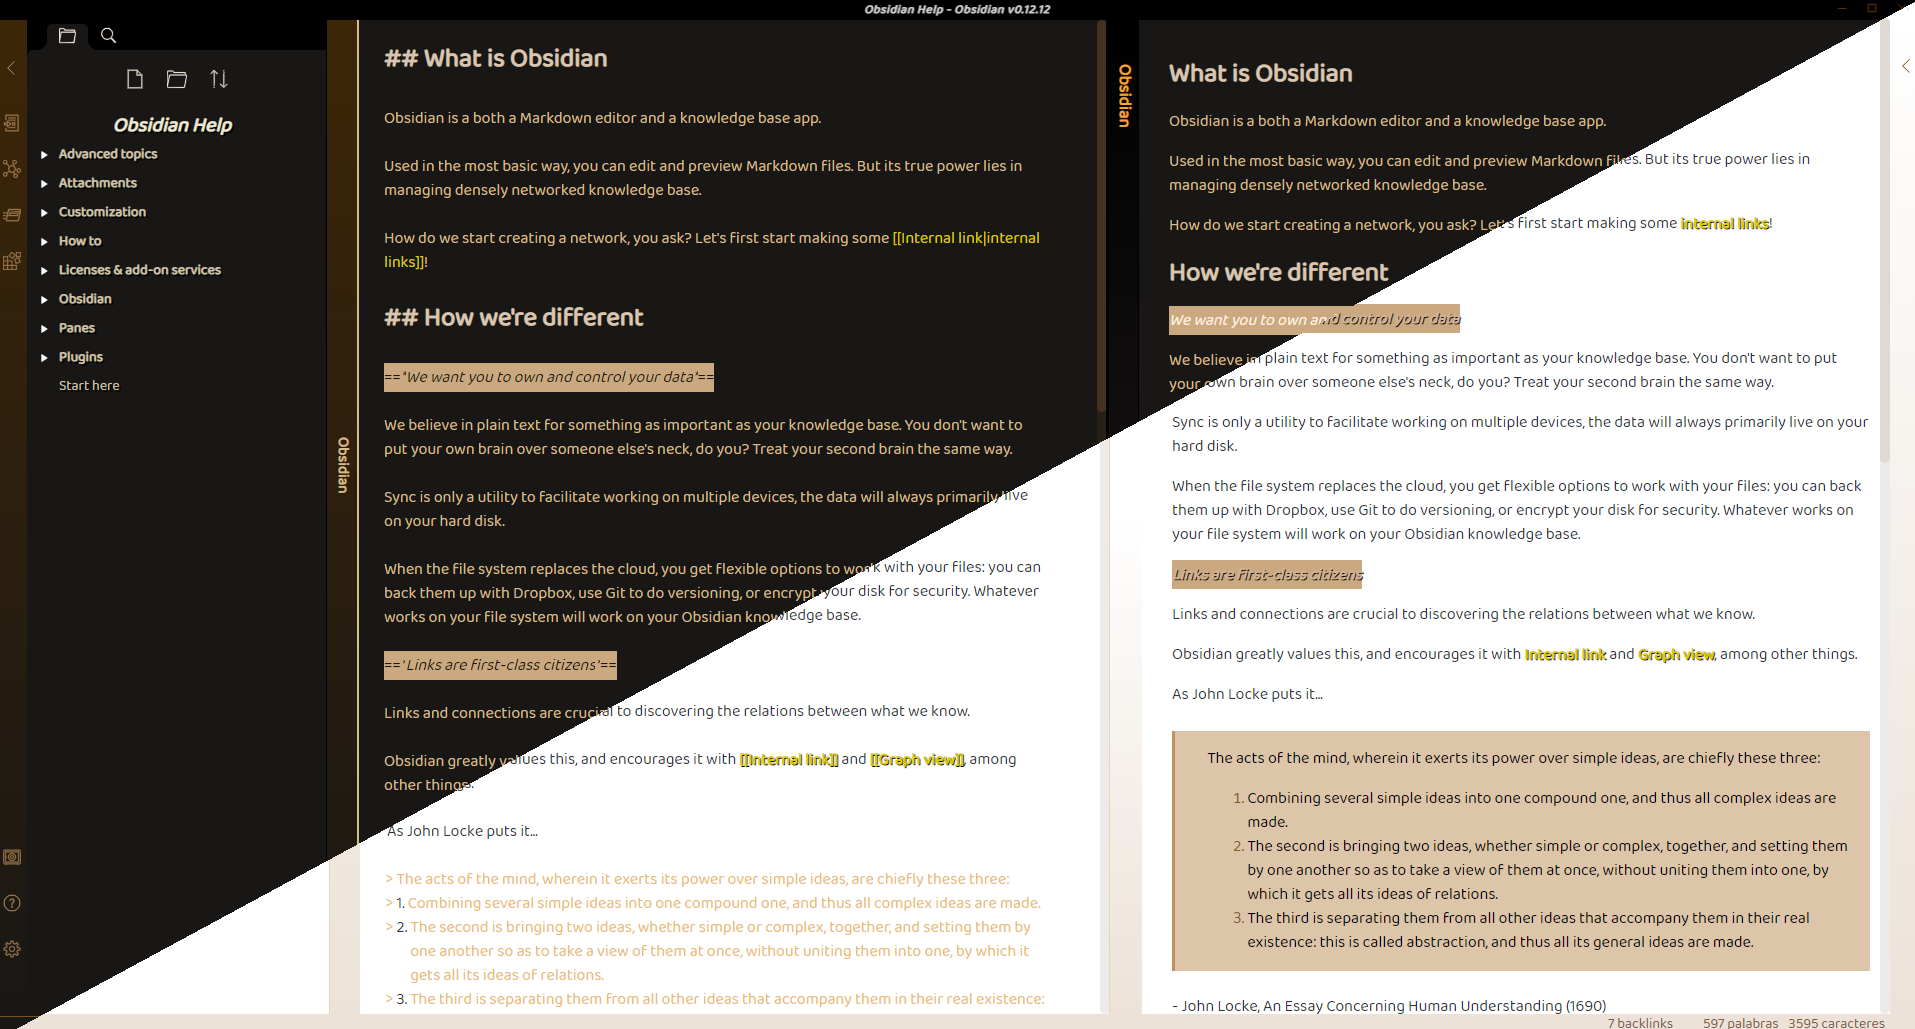 Obsidian Help - Obsidian v0.12.12
Obsidian Help
Advanced topics
Attachments
Customization
How to
Licenses & add-on services
Obsidian
Panes
Plugins
Start here
Obsidian
## What is Obsidian
Obsidian is a both a Markdown editor and a knowledge base app.
Used in the most basic way, you can edit and preview Markdown files. But its true power lies in
managing densely networked knowledge base.
How do we start creating a network, you ask? Let's first start making some [[Internal link|internal
links]]!
## How we're different
==*We want you to own and control your data*==
We believe in plain text for something as important as your knowledge base. You don't want to
put your own brain over someone else's neck, do you? Treat your second brain the same way.
Sync is only a utility to facilitate working on multiple devices, the data will always primarily live
on your hard disk.
When the file system replaces the cloud, you get flexible options to work with your files: you can
back them up with Dropbox, use Git to do versioning, or encrypt your disk for security. Whatever
works on your file system will work on your Obsidian knowledge base.
==*Links are first-class citizens*==
Links and connections are crucial to discovering the relations between what we know.
Obsidian greatly values this, and encourages it with [[Internal link]] and [[Graph view]], among
other things.
As John Locke puts it...
> The acts of the mind, wherein it exerts its power over simple ideas, are chiefly these three:
> 1. Combining several simple ideas into one compound one, and thus all complex ideas are made.
> 2. The second is bringing two ideas, whether simple or complex, together, and setting them by
one another so as to take a view of them at once, without uniting them into one, by which it
gets all its ideas of relations.
> 3. The third is separating them from all other ideas that accompany them in their real existence:
Obsidian
What is Obsidian
Obsidian is a both a Markdown editor and a knowledge base app.
Used in the most basic way, you can edit and preview Markdown files. But its true power lies in
managing densely networked knowledge base.
How do we start creating a network, you ask? Let's first start making some internal links!
How we're different
We want you to own and control your data
We believe in plain text for something as important as your knowledge base. You don't want to put
your own brain over someone else's neck, do you? Treat your second brain the same way.
Sync is only a utility to facilitate working on multiple devices, the data will always primarily live on your
hard disk.
When the file system replaces the cloud, you get flexible options to work with your files: you can back
them up with Dropbox, use Git to do versioning, or encrypt your disk for security. Whatever works on
your file system will work on your Obsidian knowledge base.
Links are first-class citizens
Links and connections are crucial to discovering the relations between what we know.
Obsidian greatly values this, and encourages it with Internal link and Graph view, among other things.
As John Locke puts it...
The acts of the mind, wherein it exerts its power over simple ideas, are chiefly these three:
1. Combining several simple ideas into one compound one, and thus all complex ideas are
made.
2. The second is bringing two ideas, whether simple or complex, together, and setting them
by one another so as to take a view of them at once, without uniting them into one, by
which it gets all its ideas of relations.
3. The third is separating them from all other ideas that accompany them in their real
existence: this is called abstraction, and thus all its general ideas are made.
- John Locke, An Essay Concerning Human Understanding (1690)
7 backlinks 597 palabras 3595 caracteres